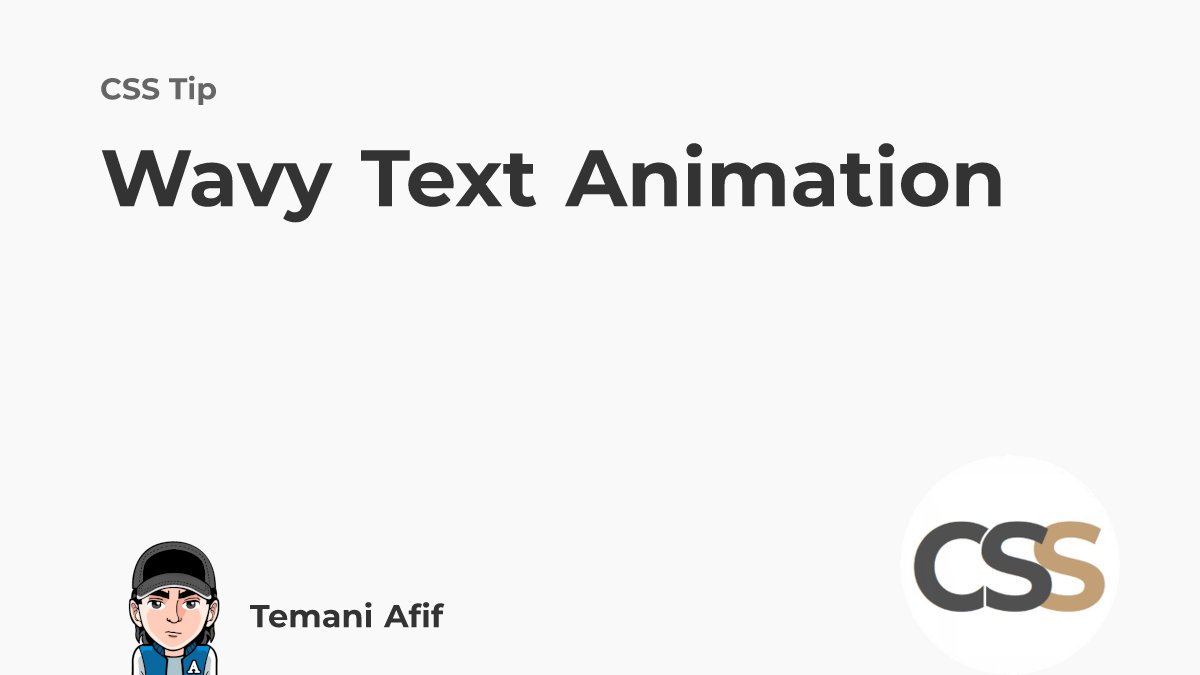 CSS Tip
Wavy Text Animation
A
Temani Afif
CSS